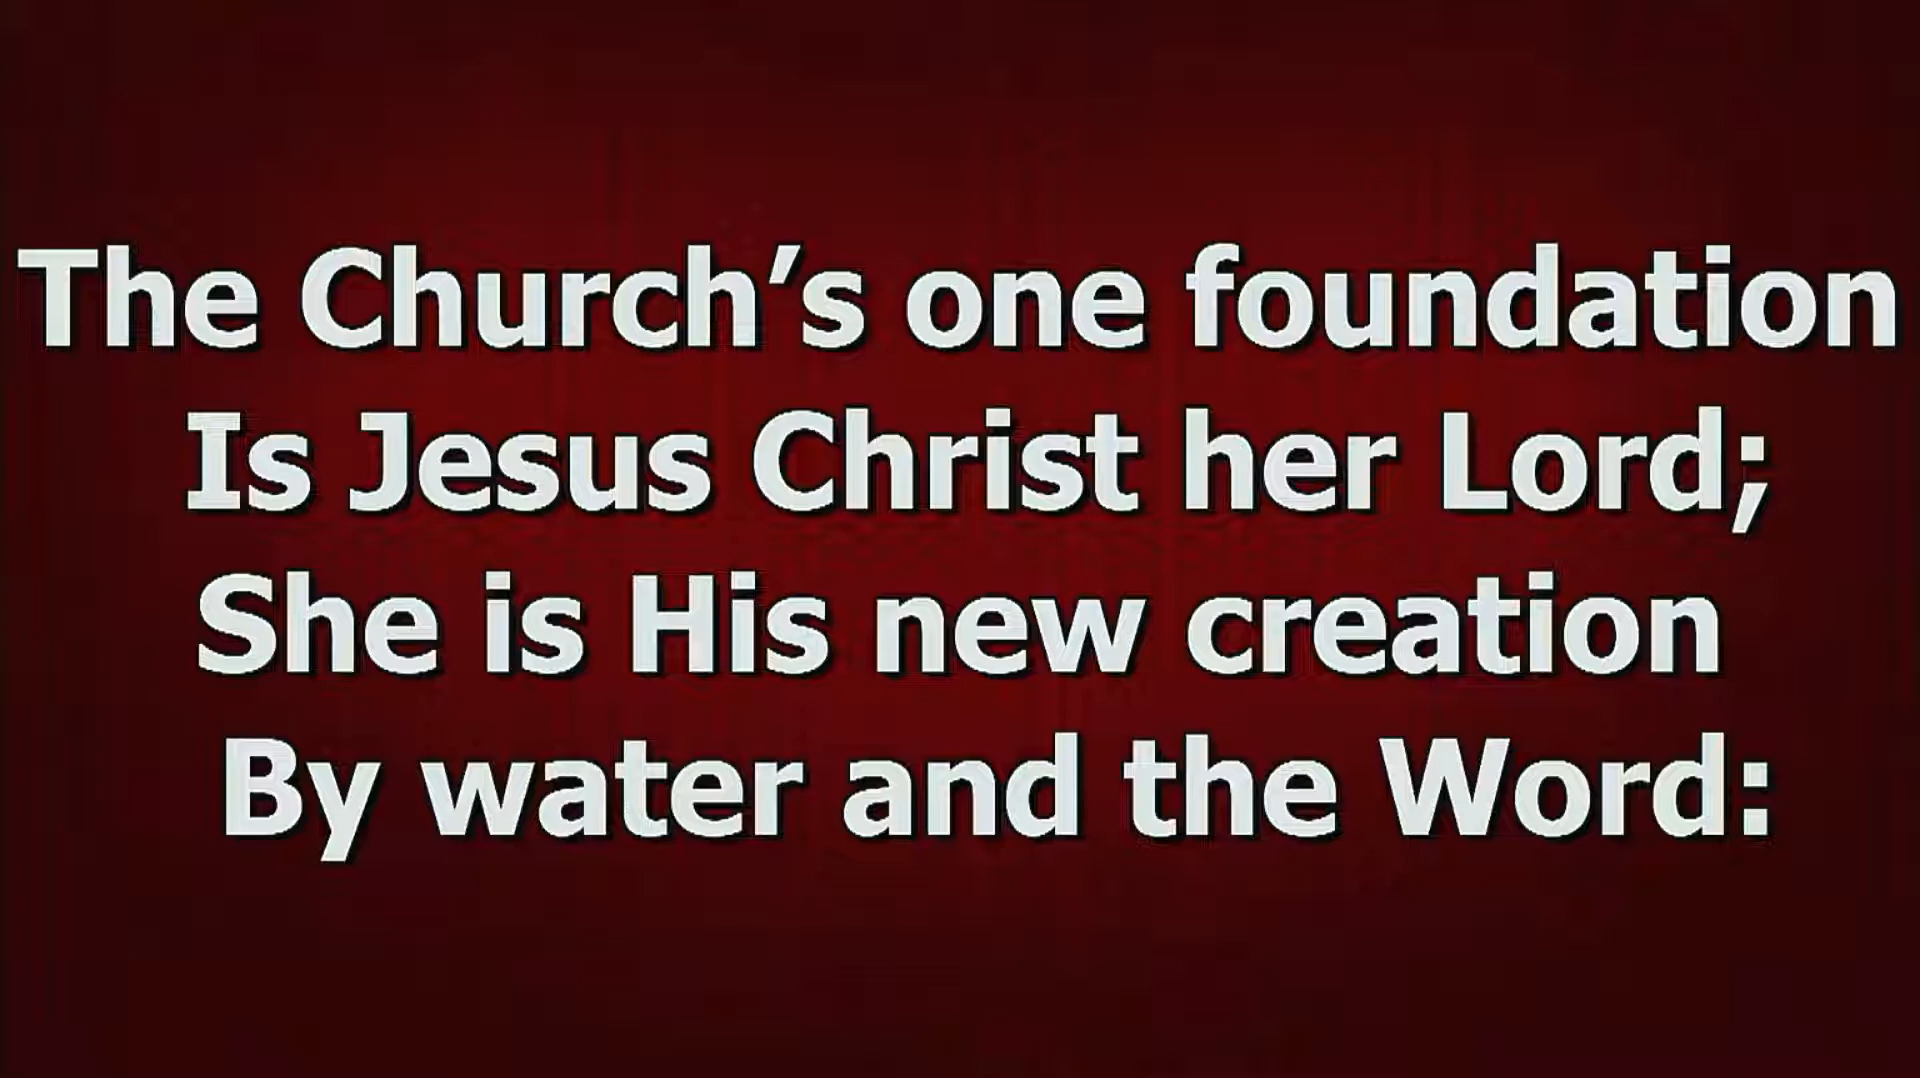 The Church’s one foundation
Is Jesus Christ her Lord;
She is His new creation
By water and the Word: